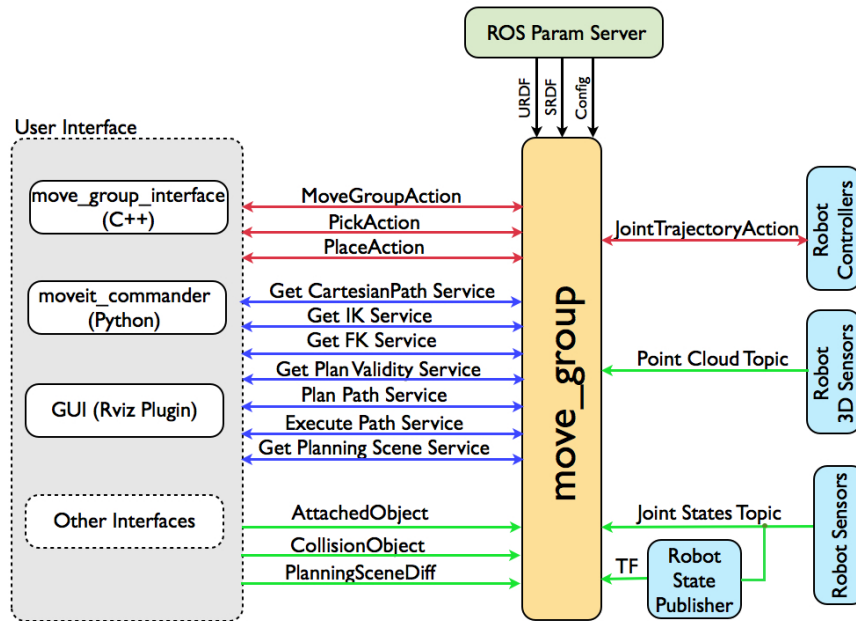 ROS Param Server
URDF
SRDF
Config
User Interface
move_group_interface
(C++)
moveit_commander
(Python)
GUI (Rviz Plugin)
Other Interfaces
MoveGroupAction
PickAction
PlaceAction
Get CartesianPath Service
Get IK Service
Get FK Service
Get Plan Validity Service
Plan Path Service
Execute Path Service
Get Planning Scene Service
AttachedObject
CollisionObject
PlanningSceneDiff
move_group
JointTrajectoryAction
Robot
Controllers
Point Cloud Topic
Robot
3D Sensors
Joint States Topic
TF
Robot
State
Publisher
Robot Sensors